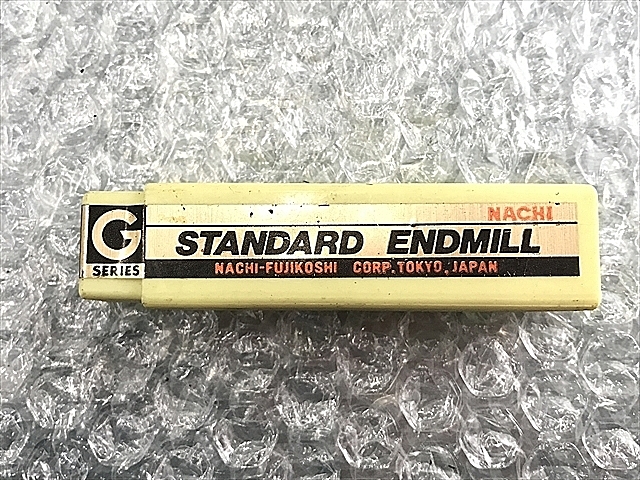 G
SERIES
NACHI
STANDARD ENDMILL
NACHI-FUJIKOSHI CORP. TOKYO, JAPAN